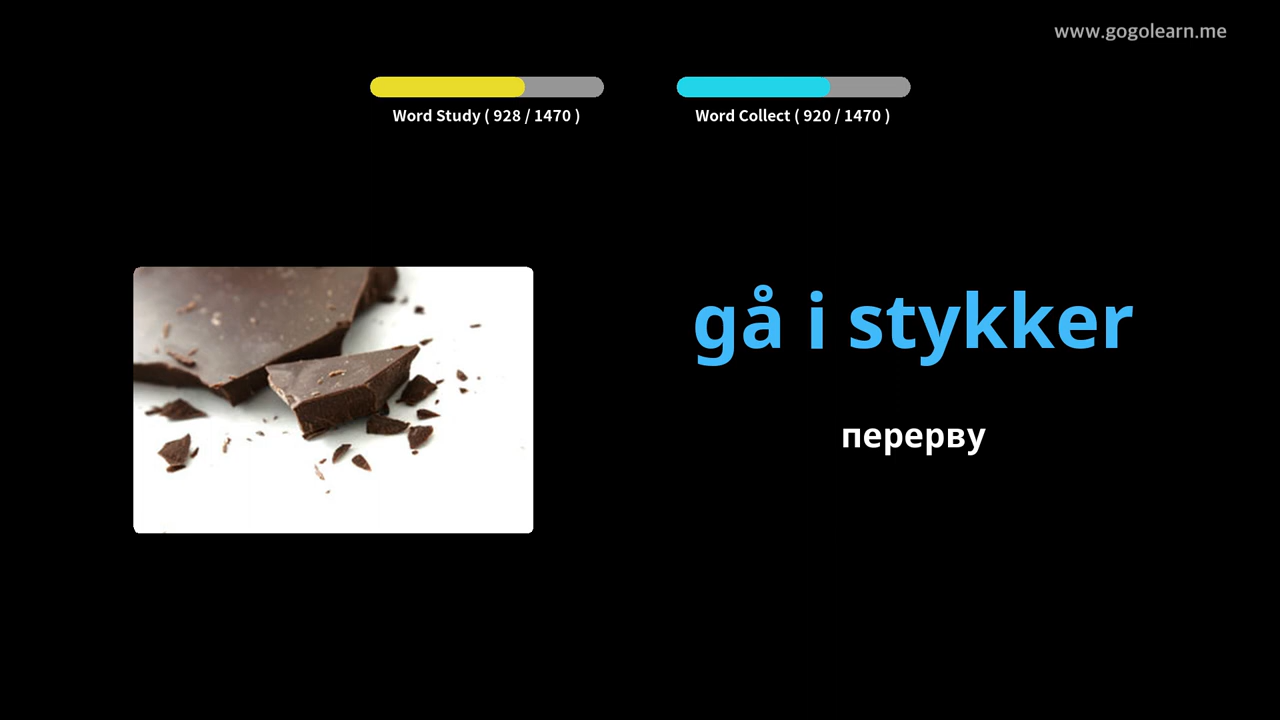 www.gogolearn.me
Word Study ( 928 / 1470 )
Word Collect ( 920 / 1470 )
gå i stykker
перерву